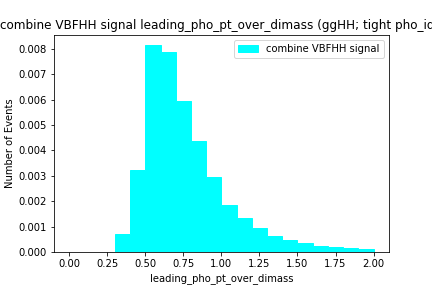 combine VBFHH signal leading_pho_pt_over_dimass (ggHH; tight pho_id
combine VBFHH signal
Number of Events
0.008
0.007
0.006
0.005
0.004
0.003
0.002
0.001
0.000
0.00 0.25 0.50 0.75 1.00 1.25 1.50 1.75 2.00
leading_pho_pt_over_dimass